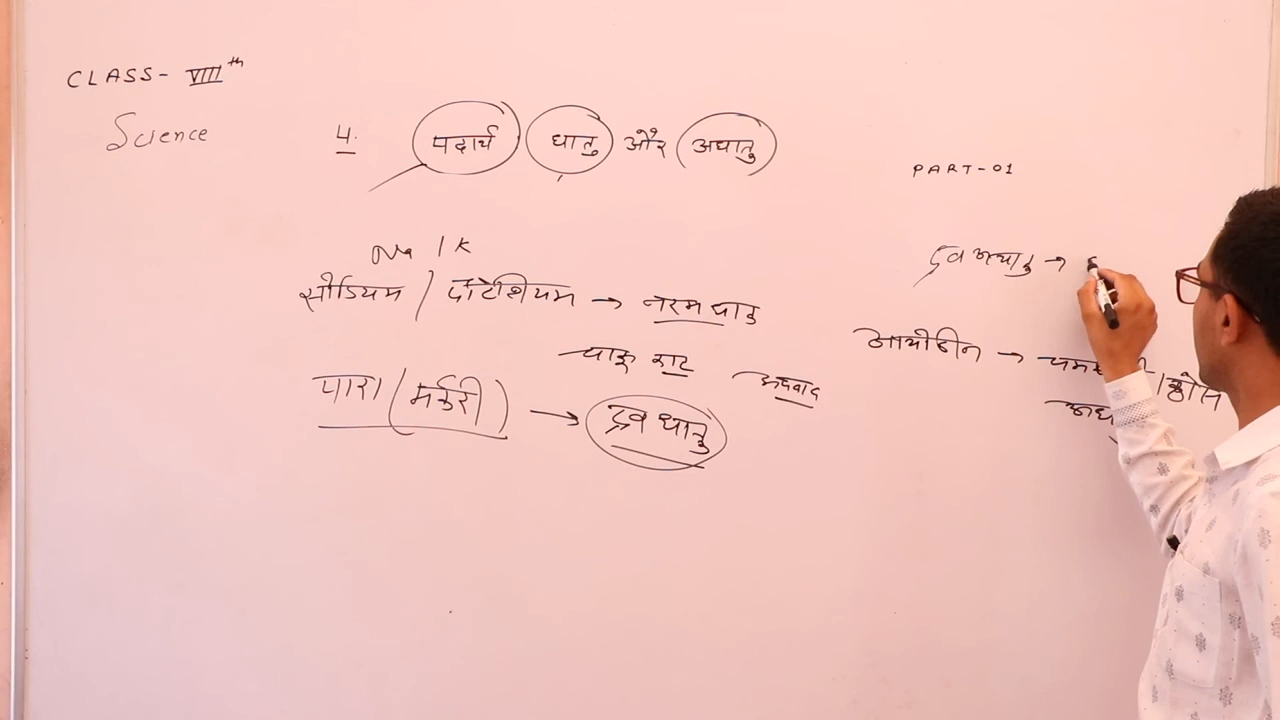 CLASS- VIII th
Science
4. पदार्थ धातु और अधातु
PART-01
Na / K
सोडियम / पोटेशियम → नरम धातु
चाकू काट
अपवाद
पारा (मर्करी) → द्रव धातु
द्रव अधातु →
आयोडीन →